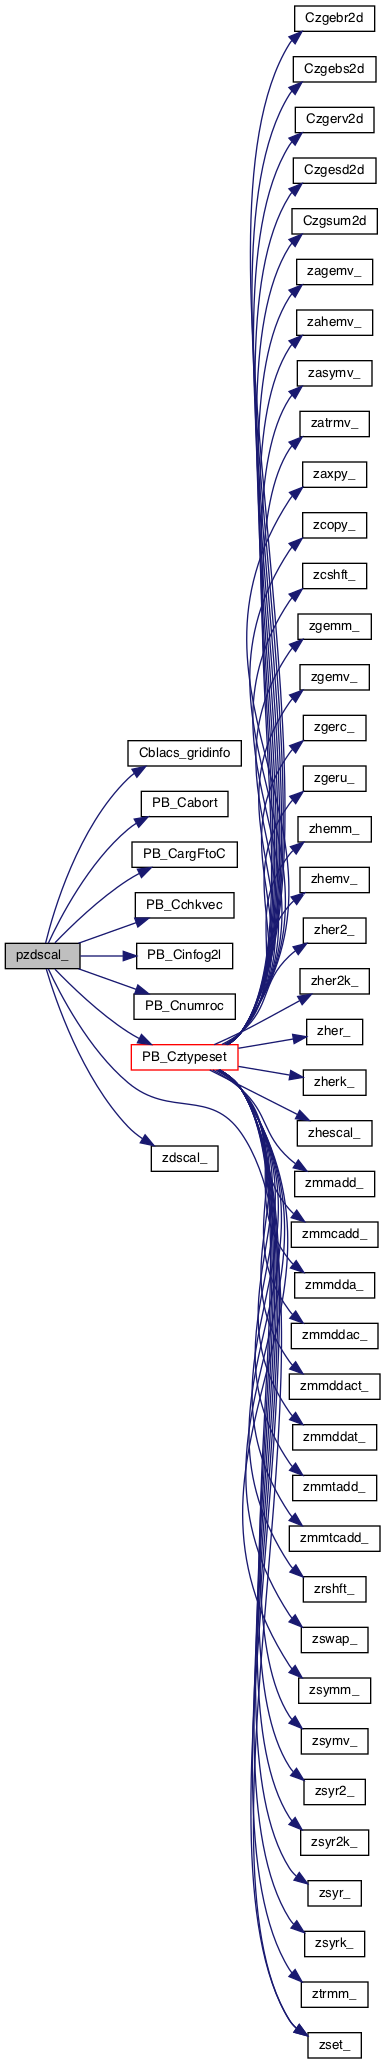 Czgebr2d
Czgebs2d
Czgerv2d
Czgesd2d
Czgsum2d
zagemv_
zahemv_
zasymv_
zatrmv_
zaxpy_
zcopy_
zcshft_
zgemm_
zgemv_
zgerc_
zgeru_
Cblacs_gridinfo
PB_Cabort
zhemm_
PB_CargFtoC
zhemv_
PB_Cchkvec
zher2_
pzdscal_
PB_Cinfog2l
zher2k_
PB_Cnumroc
zher_
PB_Cztypeset
zherk_
zhescal_
zdscal_
zmmadd_
zmmcadd_
zmmdda_
zmmddac_
zmmddact_
zmmddat_
zmmtadd_
zmmtcadd_
zrshft_
zswap_
zsymm_
zsymv_
zsyr2_
zsyr2k_
zsyr_
zsyrk_
ztrmm_
zset_